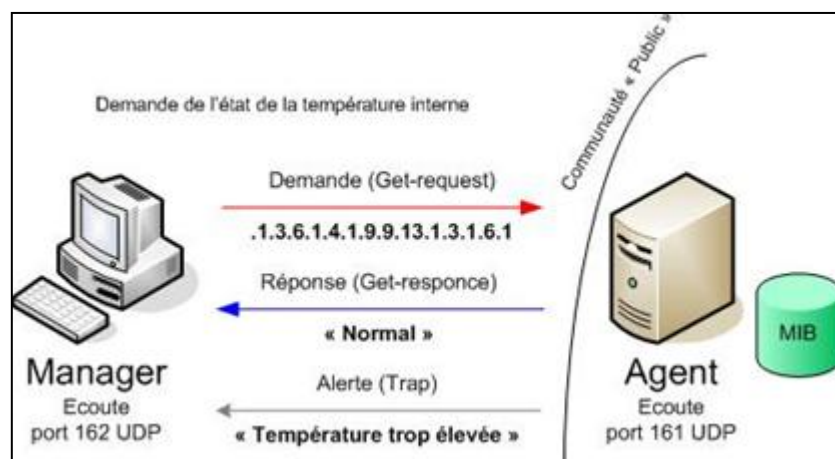 Communauté « Public »
Demande de l'état de la température interne
Demande (Get-request)
.1.3.6.1.4.1.9.9.13.1.3.1.6.1
Réponse (Get-responce)
« Normal »
Alerte (Trap)
« Température trop élevée »
Manager
Ecoute
port 162 UDP
Agent
Ecoute
port 161 UDP
MIB